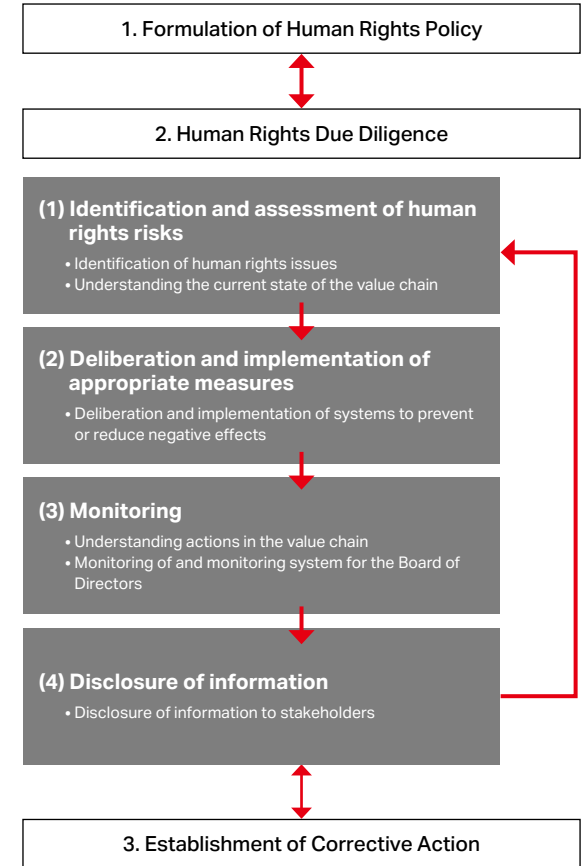 1. Formulation of Human Rights Policy
2. Human Rights Due Diligence
(1) Identification and assessment of human
rights risks
• Identification of human rights issues
• Understanding the current state of the value chain
(2) Deliberation and implementation of
appropriate measures
• Deliberation and implementation of systems to prevent
or reduce negative effects
(3) Monitoring
• Understanding actions in the value chain
• Monitoring of and monitoring system for the Board of
Directors
(4) Disclosure of information
• Disclosure of information to stakeholders
3. Establishment of Corrective Action